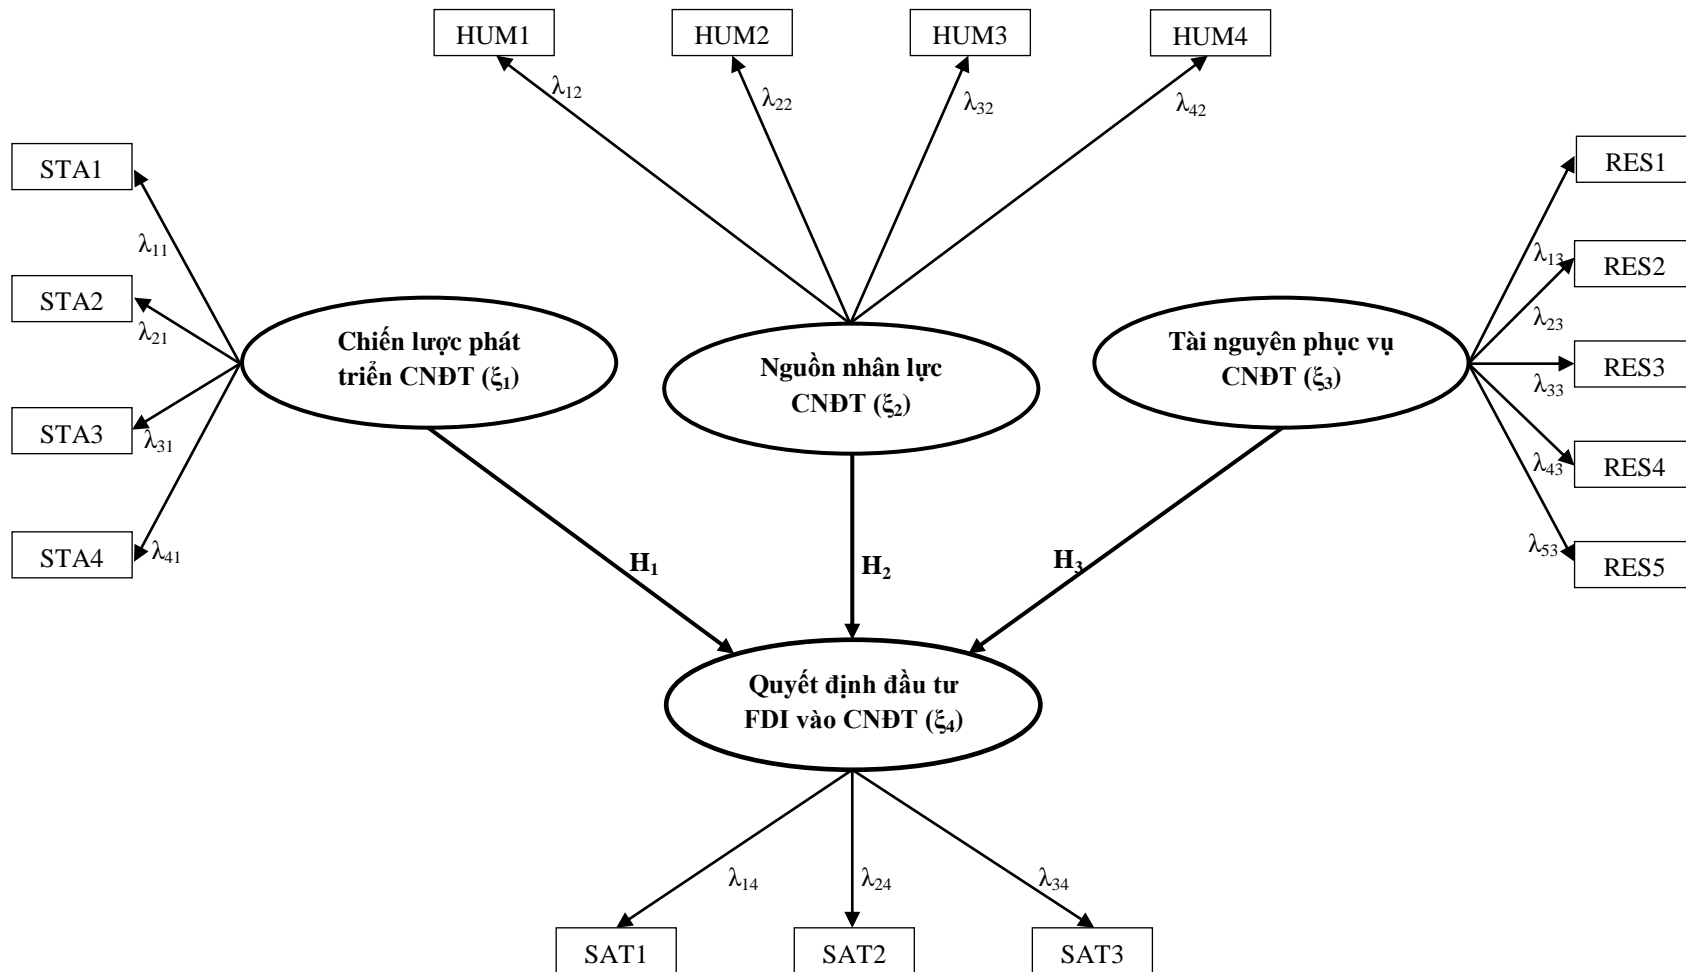 HUM1 HUM2 HUM3 HUM4
λ12 λ22 λ32 λ42
STA1
STA2
STA3
STA4
λ11
λ21
λ31
λ41
Chiến lược phát
triển CNĐT (ξ1)
Nguồn nhân lực
CNĐT (ξ2)
Tài nguyên phục vụ
CNĐT (ξ3)
RES1
RES2
RES3
RES4
RES5
λ13
λ23
λ33
λ43
λ53
H1 H2 H3
Quyết định đầu tư
FDI vào CNĐT (ξ4)
λ14 λ24 λ34
SAT1 SAT2 SAT3